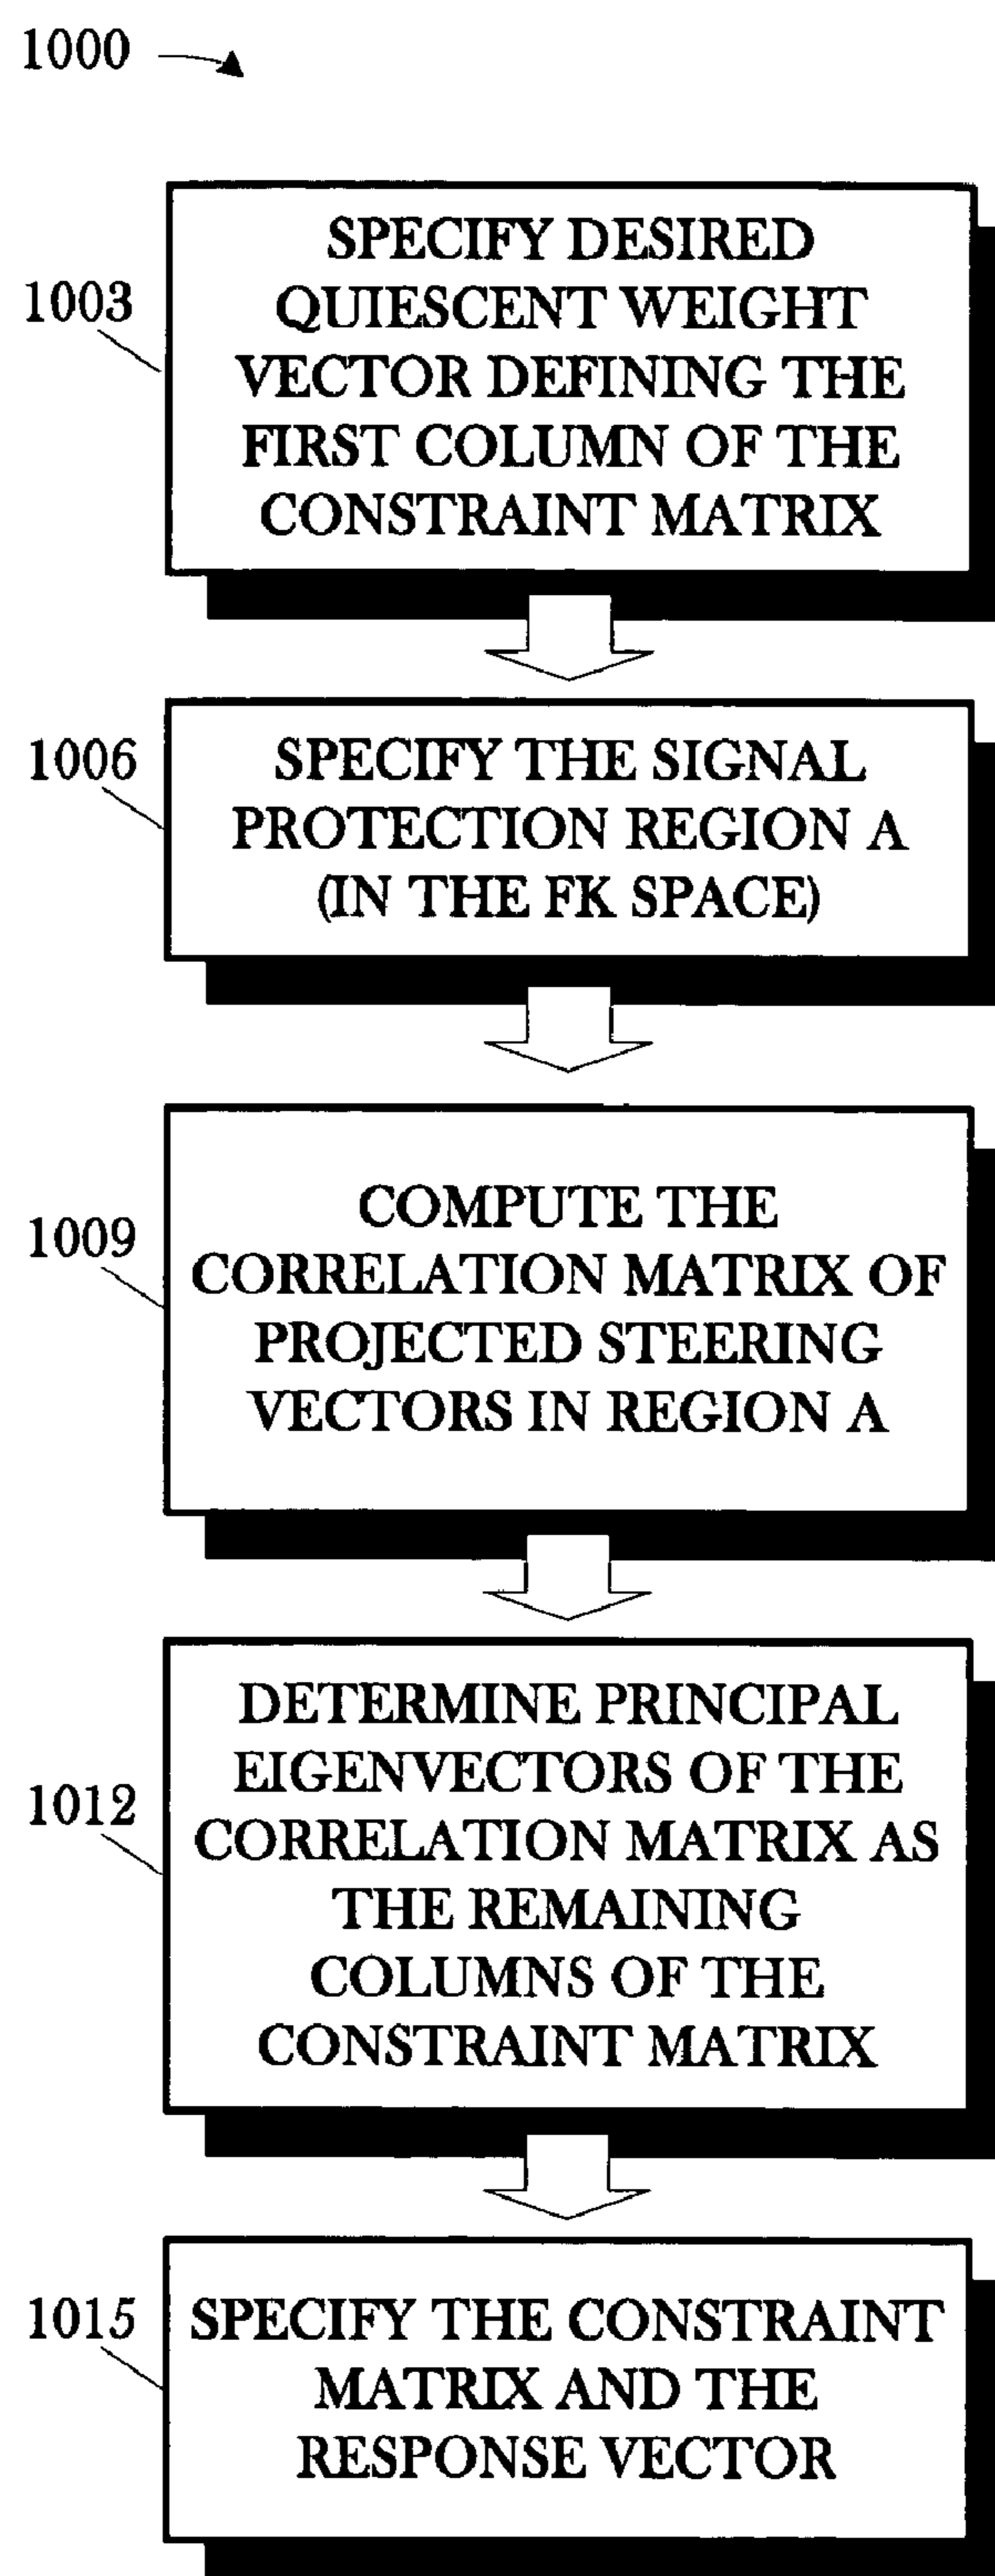 1000
1003
SPECIFY DESIRED
QUIESCENT WEIGHT
VECTOR DEFINING THE
FIRST COLUMN OF THE
CONSTRAINT MATRIX
1006
SPECIFY THE SIGNAL
PROTECTION REGION A
(IN THE FK SPACE)
1009
COMPUTE THE
CORRELATION MATRIX OF
PROJECTED STEERING
VECTORS IN REGION A
1012
DETERMINE PRINCIPAL
EIGENVECTORS OF THE
CORRELATION MATRIX AS
THE REMAINING
COLUMNS OF THE
CONSTRAINT MATRIX
1015
SPECIFY THE CONSTRAINT
MATRIX AND THE
RESPONSE VECTOR